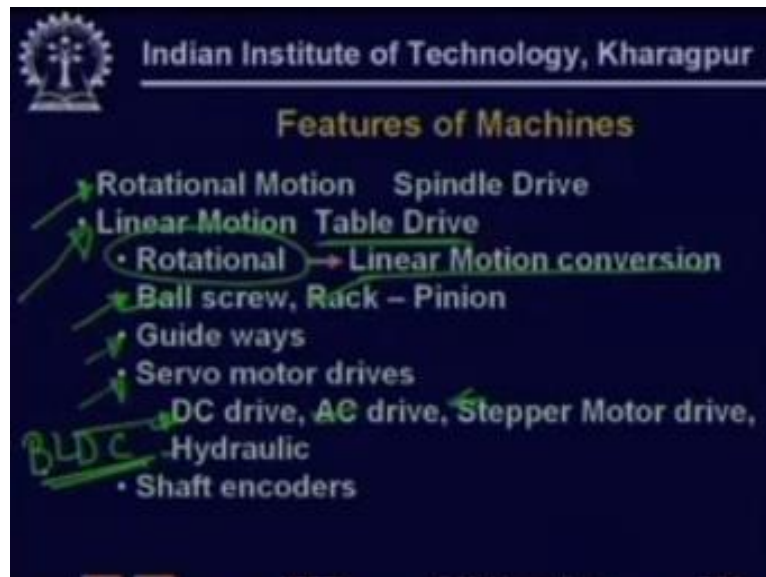 Indian Institute of Technology, Kharagpur
Features of Machines
• Rotational Motion Spindle Drive
• Linear Motion Table Drive
• Rotational → Linear Motion conversion
• Ball screw, Rack – Pinion
• Guide ways
• Servo motor drives
DC drive, AC drive, Stepper Motor drive,
BLDC Hydraulic
• Shaft encoders